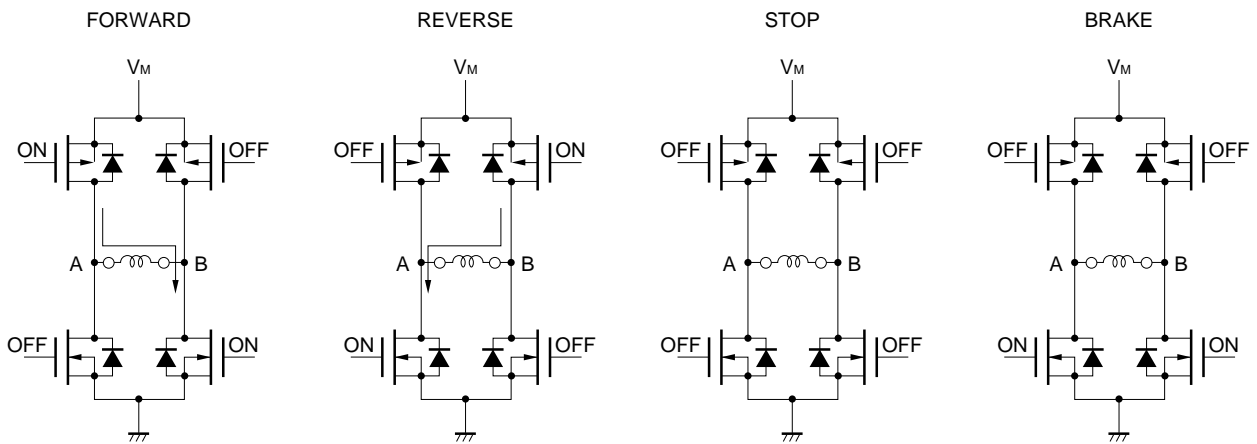 FORWARD REVERSE STOP BRAKE
VM VM VM VM
ON OFF OFF ON OFF OFF OFF OFF
A B A B A B A B
OFF ON ON OFF OFF OFF ON ON